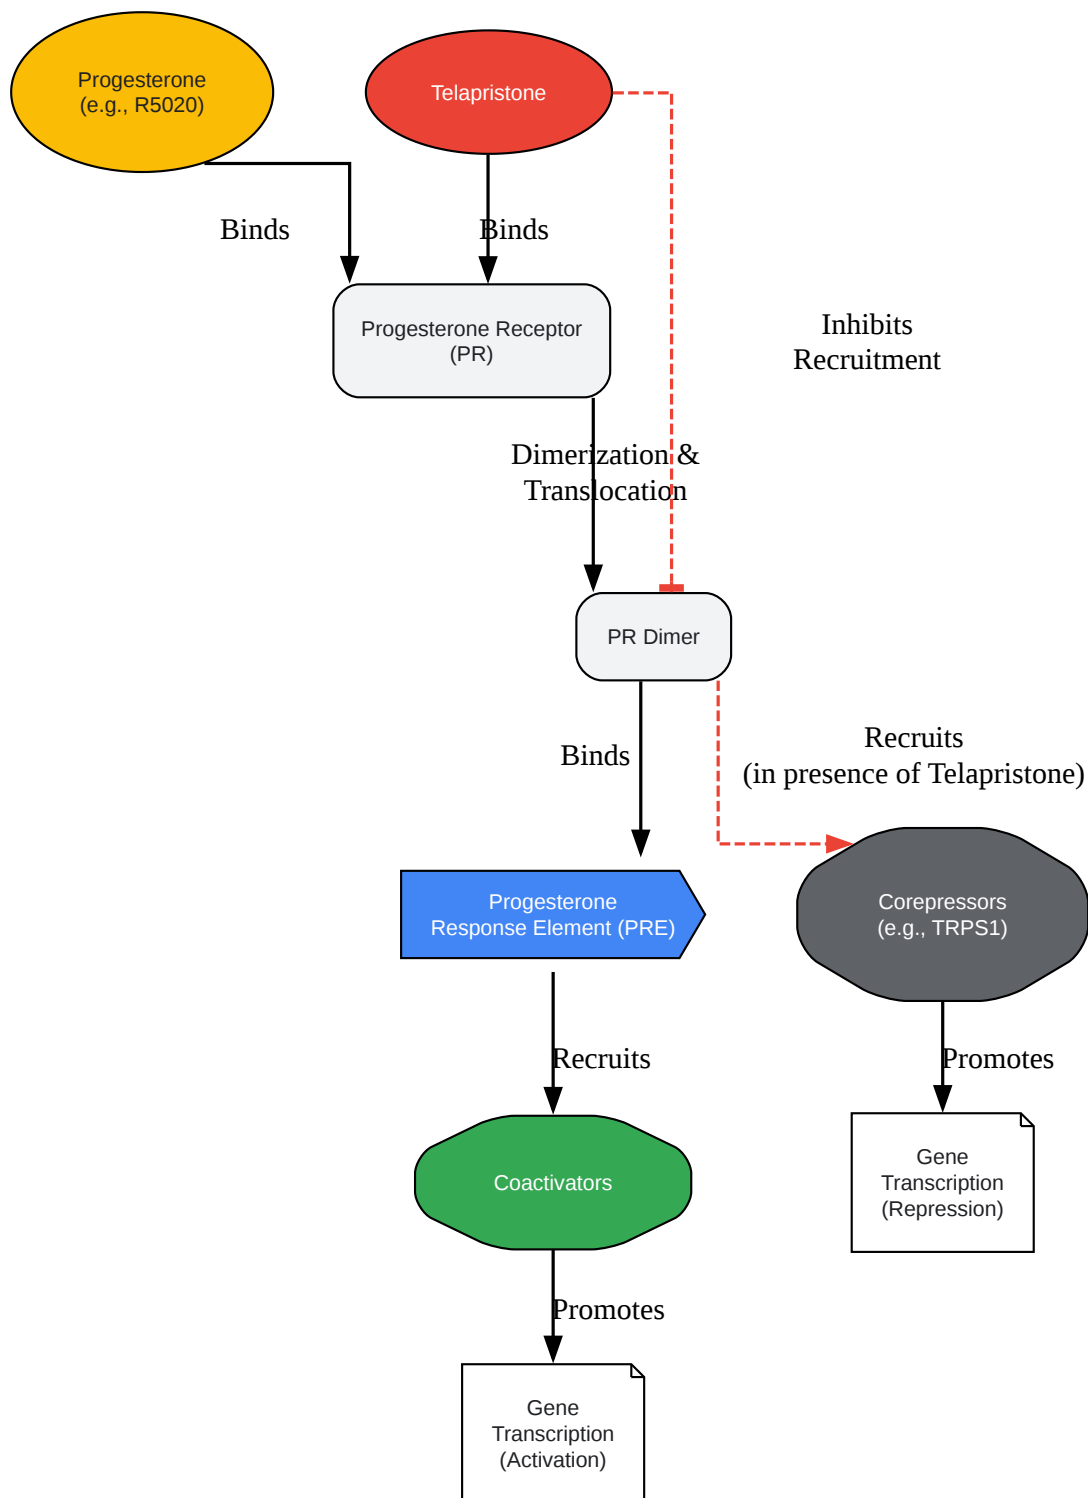 Progesterone
(e.g., R5020)
Telapristone
Binds
Binds
Progesterone Receptor
(PR)
Inhibits
Recruitment
Dimerization &
Translocation
PR Dimer
Binds
Recruits
(in presence of Telapristone)
Progesterone
Response Element (PRE)
Corepressors
(e.g., TRPS1)
Recruits
Promotes
Coactivators
Gene
Transcription
(Repression)
Promotes
Gene
Transcription
(Activation)